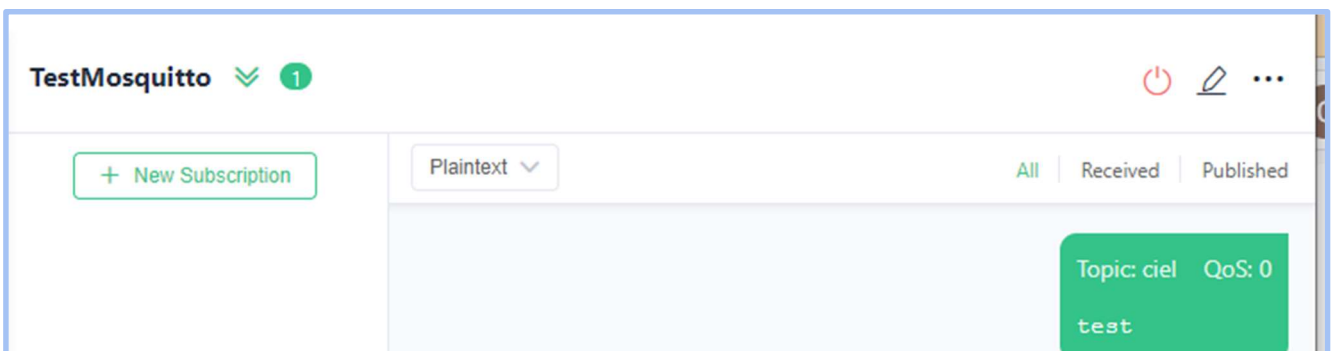 TestMosquitto 1
+ New Subscription
Plaintext
All Received Published
Topic: ciel QoS: 0
test